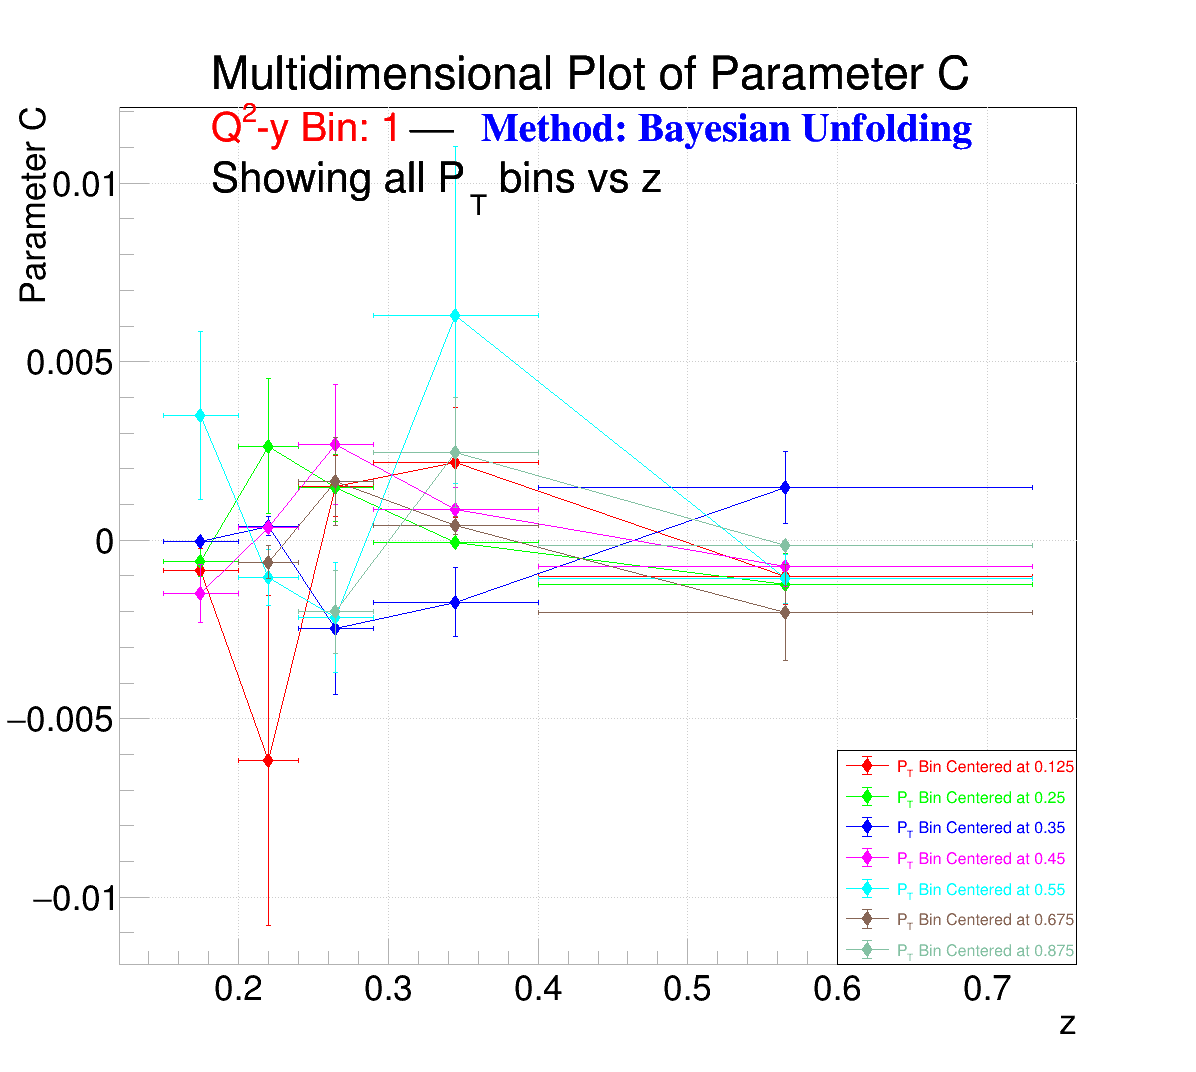 Multidimensional Plot of Parameter C
Q2-y Bin: 1 — Method: Bayesian Unfolding
Showing all PT bins vs z
Parameter C
0.01
0.005
0
−0.005
−0.01
0.2 0.3 0.4 0.5 0.6 0.7
z
PT Bin Centered at 0.125
PT Bin Centered at 0.25
PT Bin Centered at 0.35
PT Bin Centered at 0.45
PT Bin Centered at 0.55
PT Bin Centered at 0.675
PT Bin Centered at 0.875